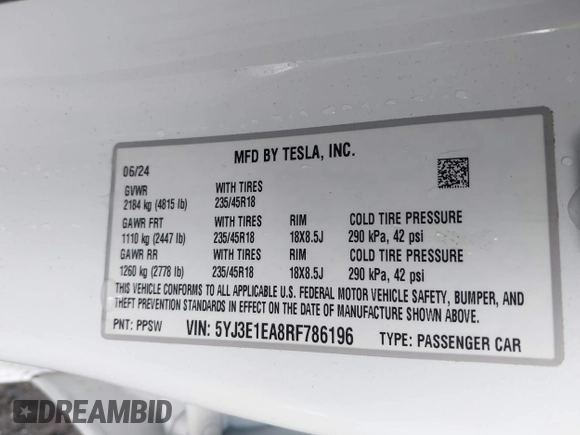 MFD BY TESLA, INC.
06/24
GVWR WITH TIRES
2184 kg (4815 lb) 235/45R18
GAWR FRT WITH TIRES RIM COLD TIRE PRESSURE
1110 kg (2447 lb) 235/45R18 18X8.5J 290 kPa, 42 psi
GAWR RR WITH TIRES RIM COLD TIRE PRESSURE
1260 kg (2778 lb) 235/45R18 18X8.5J 290 kPa, 42 psi
THIS VEHICLE CONFORMS TO ALL APPLICABLE U.S. FEDERAL MOTOR VEHICLE SAFETY, BUMPER, AND
THEFT PREVENTION STANDARDS IN EFFECT ON THE DATE OF MANUFACTURE SHOWN ABOVE.
PNT: PPSW VIN: 5YJ3E1EA8RF786196 TYPE: PASSENGER CAR
DREAMBID